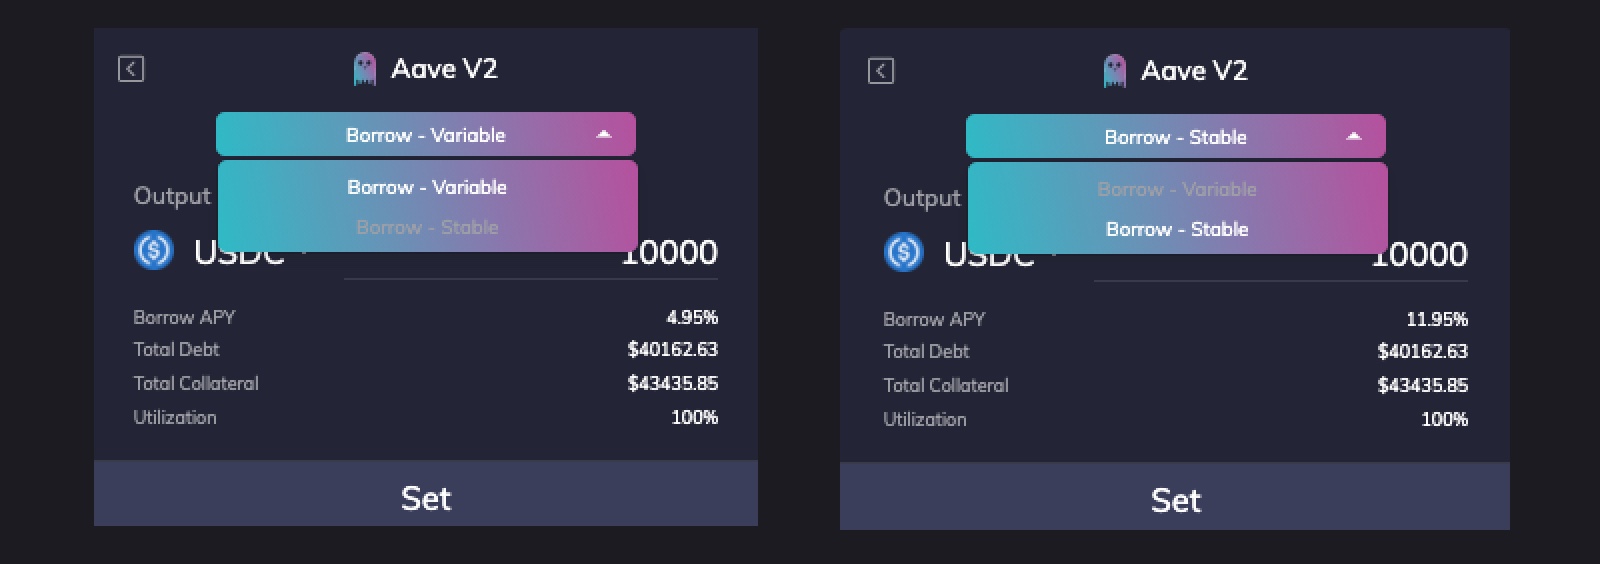 Aave V2
Borrow - Variable
Borrow - Variable
Borrow - Stable
Output
USDC
10000
Borrow APY 4.95%
Total Debt $40162.63
Total Collateral $43435.85
Utilization 100%
Set
Aave V2
Borrow - Stable
Borrow - Variable
Borrow - Stable
Output
USDC
10000
Borrow APY 11.95%
Total Debt $40162.63
Total Collateral $43435.85
Utilization 100%
Set